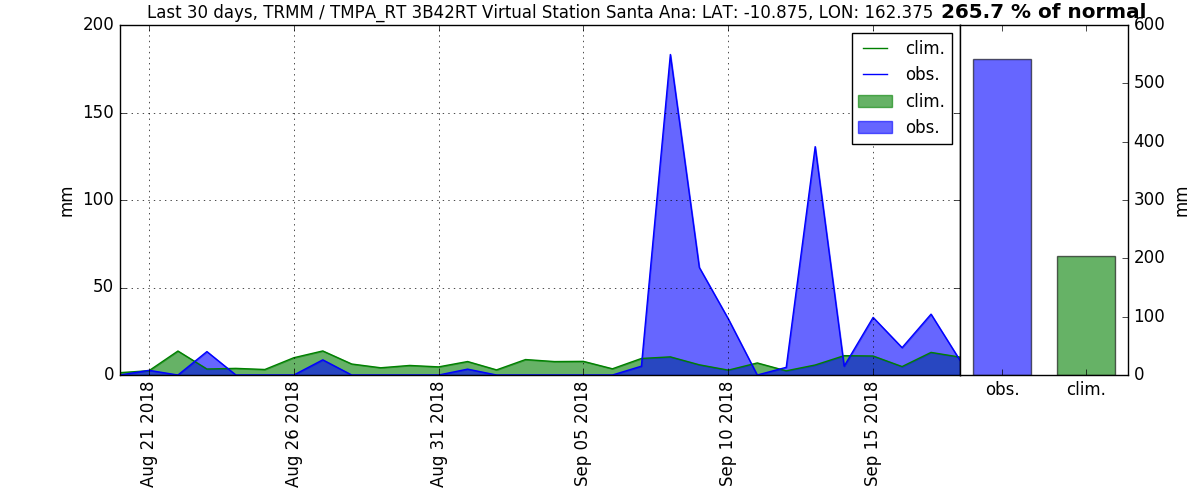 Last 30 days, TRMM / TMPA_RT 3B42RT Virtual Station Santa Ana: LAT: -10.875, LON: 162.375 265.7 % of normal
200
150
100
50
0
mm
clim.
obs.
clim.
obs.
600
500
400
300
200
100
0
mm
obs.
clim.
Aug 21 2018
Aug 26 2018
Aug 31 2018
Sep 05 2018
Sep 10 2018
Sep 15 2018